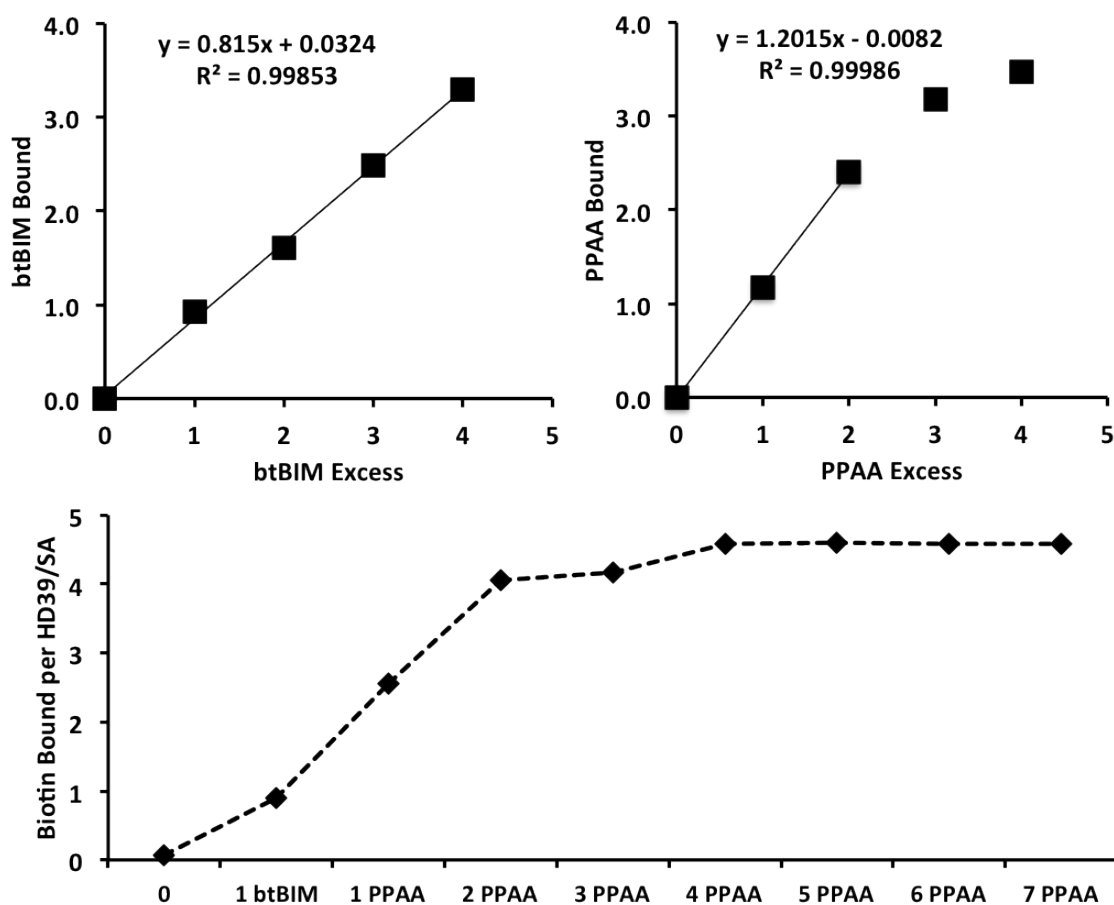 y = 0.815x + 0.0324
R² = 0.99853
4.0
3.0
2.0
1.0
0.0
btBIM Bound
0 1 2 3 4 5
btBIM Excess
y = 1.2015x - 0.0082
R² = 0.99986
4.0
3.0
2.0
1.0
0.0
PPAA Bound
0 1 2 3 4 5
PPAA Excess
5
4
3
2
1
0
Biotin Bound per HD39/SA
0 1 btBIM 1 PPAA 2 PPAA 3 PPAA 4 PPAA 5 PPAA 6 PPAA 7 PPAA